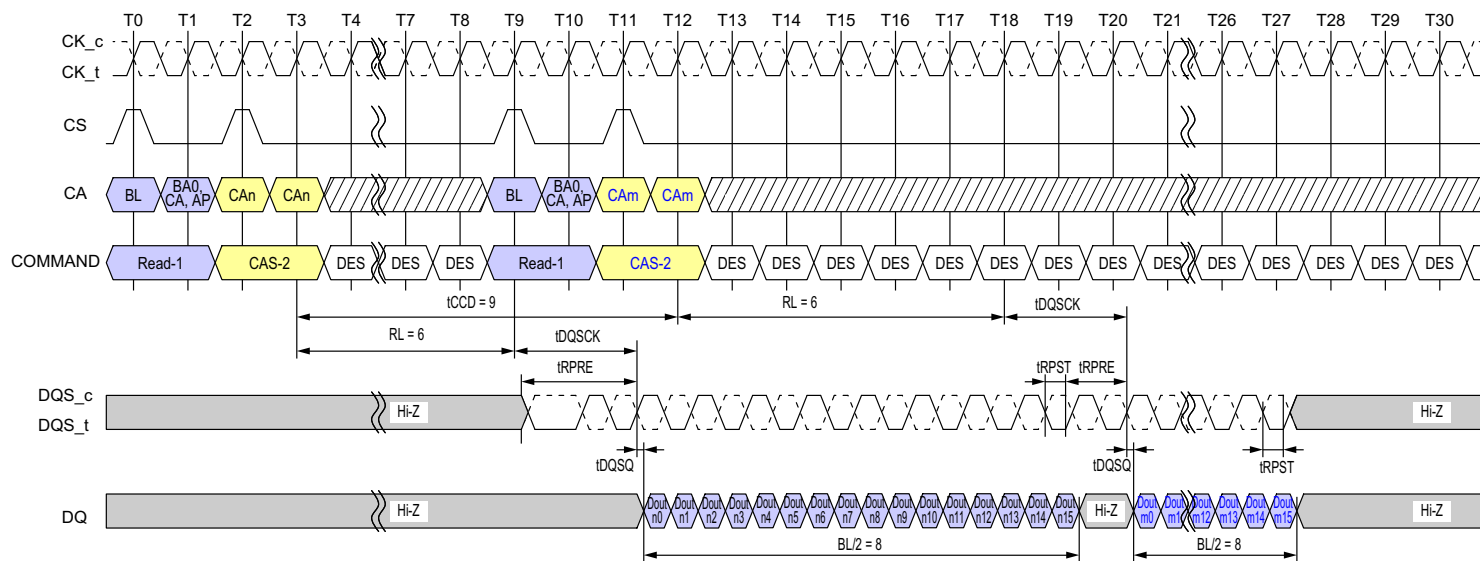 T0 T1 T2 T3 T4 T7 T8 T9 T10 T11 T12 T13 T14 T15 T16 T17 T18 T19 T20 T21 T26 T27 T28 T29 T30
CK_c
CK_t
CS
CA BL BA0, CA, AP CAn CAn BL BA0, CA, AP CAm CAm
COMMAND Read-1 CAS-2 DES DES DES Read-1 CAS-2 DES DES DES DES DES DES DES DES DES DES DES DES DES DES
tCCD = 9 RL = 6 tDQSCK
RL = 6 tDQSCK
tRPRE tRPST tRPRE
DQS_c
DQS_t Hi-Z Hi-Z
tDQSQ tDQSQ tRPST
DQ Hi-Z Dout n0 Dout n1 Dout n2 Dout n3 Dout n4 Dout n5 Dout n6 Dout n7 Dout n8 Dout n9 Dout n10 Dout n11 Dout n12 Dout n13 Dout n14 Dout n15 Hi-Z Dout m0 Dout m1 Dout m12 Dout m13 Dout m14 Dout m15 Hi-Z
BL/2 = 8 BL/2 = 8